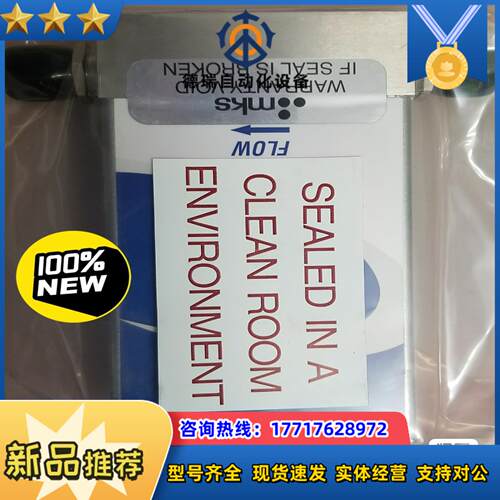 德瑞自动化设备
WARRANTY VOID
IF SEAL IS BROKEN
mks
FLOW
SEALED IN A
CLEAN ROOM
ENVIRONMENT
100%
NEW
咨询热线：17717628972
新品推荐
型号齐全 现货速发 实体经营 支持对公